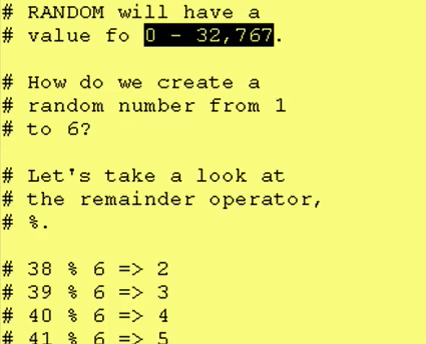 # RANDOM will have a
# value fo 0 - 32,767.
# How do we create a
# random number from 1
# to 6?
# Let's take a look at
# the remainder operator,
# %.
# 38 % 6 => 2
# 39 % 6 => 3
# 40 % 6 => 4
# 41 % 6 => 5